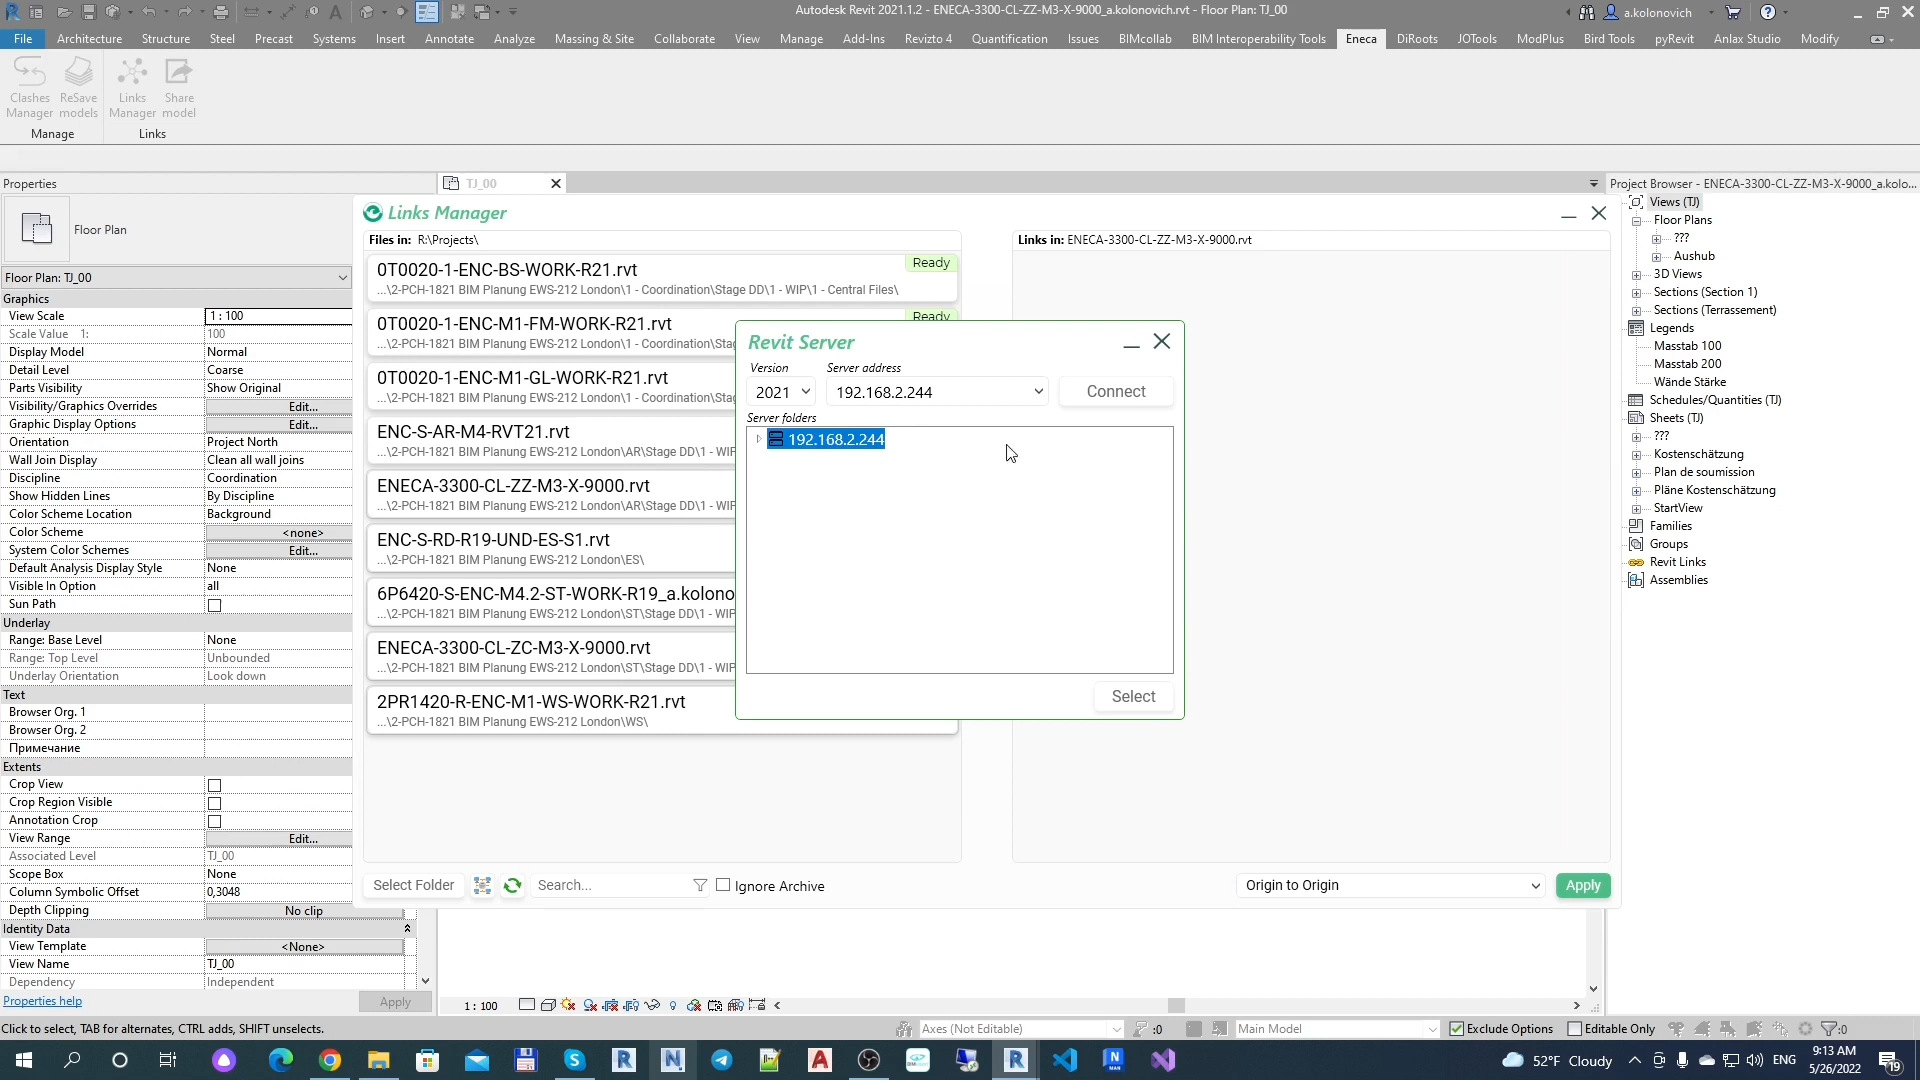 Autodesk Revit 2021.1.2 - ENECA-3300-CL-ZZ-M3-X-9000_a.kolonovich.rvt - Floor Plan: TJ_00
a.kolonovich
File Architecture Structure Steel Precast Systems Insert Annotate Analyze Massing & Site Collaborate View Manage Add-Ins Revizto 4 Quantification Issues BIMcollab BIM Interoperability Tools Eneca DiRoots JOTools ModPlus Bird Tools pyRevit Anlax Studio Modify
Clashes Manager
ReSave models
Links Manager
Share model
Manage
Links
Properties
TJ_00
Project Browser - ENECA-3300-CL-ZZ-M3-X-9000_a.kolo...
Floor Plan
Floor Plan: TJ_00
Graphics
View Scale 1 : 100
Scale Value 1: 100
Display Model Normal
Detail Level Coarse
Parts Visibility Show Original
Visibility/Graphics Overrides Edit...
Graphic Display Options Edit...
Orientation Project North
Wall Join Display Clean all wall joins
Discipline Coordination
Show Hidden Lines By Discipline
Color Scheme Location Background
Color Scheme <none>
System Color Schemes Edit...
Default Analysis Display Style None
Visible In Option all
Sun Path
Underlay
Range: Base Level None
Range: Top Level Unbounded
Underlay Orientation Look down
Text
Browser Org. 1
Browser Org. 2
Примечание
Extents
Crop View
Crop Region Visible
Annotation Crop
View Range Edit...
Associated Level TJ_00
Scope Box None
Column Symbolic Offset 0,3048
Depth Clipping No clip
Identity Data
View Template <None>
View Name TJ_00
Dependency Independent
Properties help
Apply
Links Manager
Files in: R:\Projects\
0T0020-1-ENC-BS-WORK-R21.rvt
Ready
...\2-PCH-1821 BIM Planung EWS-212 London\1 - Coordination\Stage DD\1 - WIP\1 - Central Files\
0T0020-1-ENC-M1-FM-WORK-R21.rvt
Ready
...\2-PCH-1821 BIM Planung EWS-212 London\1 - Coordination\Sta
0T0020-1-ENC-M1-GL-WORK-R21.rvt
...\2-PCH-1821 BIM Planung EWS-212 London\1 - Coordination\Sta
ENC-S-AR-M4-RVT21.rvt
...\2-PCH-1821 BIM Planung EWS-212 London\AR\Stage DD\1 - WIP
ENECA-3300-CL-ZZ-M3-X-9000.rvt
...\2-PCH-1821 BIM Planung EWS-212 London\AR\Stage DD\1 - WIP
ENC-S-RD-R19-UND-ES-S1.rvt
...\2-PCH-1821 BIM Planung EWS-212 London\ES\
6P6420-S-ENC-M4.2-ST-WORK-R19_a.kolono
...\2-PCH-1821 BIM Planung EWS-212 London\ST\Stage DD\1 - WIP
ENECA-3300-CL-ZC-M3-X-9000.rvt
...\2-PCH-1821 BIM Planung EWS-212 London\ST\Stage DD\1 - WIP
2PR1420-R-ENC-M1-WS-WORK-R21.rvt
...\2-PCH-1821 BIM Planung EWS-212 London\WS\
Links in: ENECA-3300-CL-ZZ-M3-X-9000.rvt
Revit Server
Version
Server address
2021
192.168.2.244
Connect
Server folders
192.168.2.244
Select
Select Folder
Search...
Ignore Archive
Origin to Origin
Apply
Views (TJ)
Floor Plans
???
Aushub
3D Views
Sections (Section 1)
Sections (Terrassement)
Legends
Masstab 100
Masstab 200
Wände Stärke
Schedules/Quantities (TJ)
Sheets (TJ)
???
Kostenschätzung
Plan de soumission
Pläne Kostenschätzung
StartView
Families
Groups
Revit Links
Assemblies
1 : 100
Click to select, TAB for alternates, CTRL adds, SHIFT unselects.
Axes (Not Editable)
:0
Main Model
Exclude Options
Editable Only
:0
52°F Cloudy
ENG
9:13 AM
5/26/2022
19